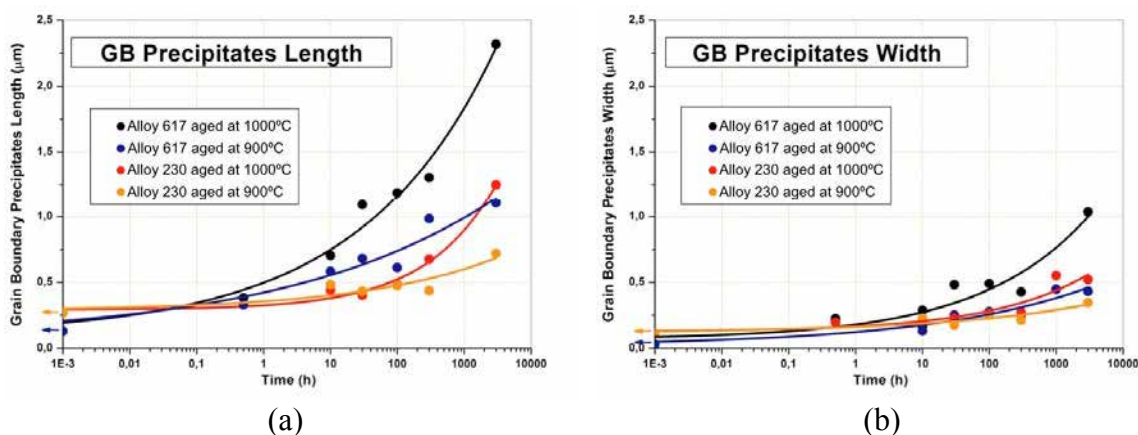 GB Precipitates Length
Grain Boundary Precipitates Length (μm)
2,5
2,0
1,5
1,0
0,5
0,0
Alloy 617 aged at 1000ºC
Alloy 617 aged at 900ºC
Alloy 230 aged at 1000ºC
Alloy 230 aged at 900ºC
1E-3 0,01 0,1 1 10 100 1000 10000
Time (h)
(a)
GB Precipitates Width
Grain Boundary Precipitates Width (μm)
2,5
2,0
1,5
1,0
0,5
0,0
Alloy 617 aged at 1000ºC
Alloy 617 aged at 900ºC
Alloy 230 aged at 1000ºC
Alloy 230 aged at 900ºC
1E-3 0,01 0,1 1 10 100 1000 10000
Time (h)
(b)